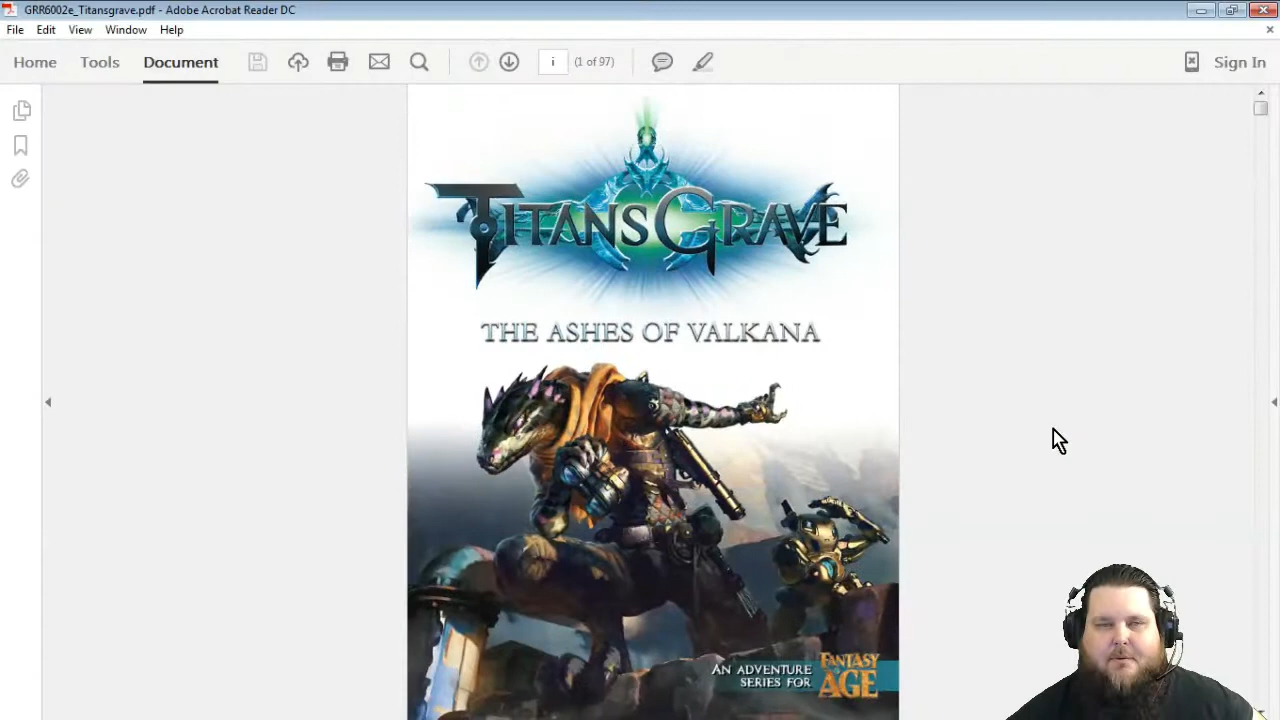 GRR6002e_Titansgrave.pdf - Adobe Acrobat Reader DC
File Edit View Window Help
Home Tools Document i (1 of 97) Sign In
TITANSGRAVE
THE ASHES OF VALKANA
AN ADVENTURE
SERIES FOR
FANTASY
AGE